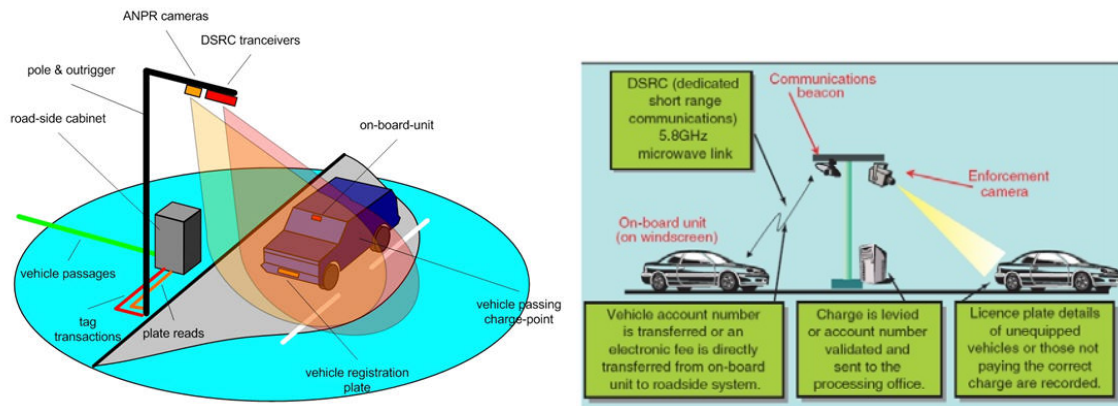 ANPR cameras
DSRC tranceivers
pole & outrigger
road-side cabinet
on-board-unit
vehicle passages
tag
transactions
plate reads
vehicle registration
plate
vehicle passing
charge-point
DSRC (dedicated
short range
communications)
5.8GHz
microwave link
Communications
beacon
Enforcement
camera
On-board unit
(on windscreen)
Vehicle account number
is transferred or an
electronic fee is directly
transferred from on-board
unit to roadside system.
Charge is levied
or account number
validated and
sent to the
processing office.
Licence plate details
of unequipped
vehicles or those not
paying the correct
charge are recorded.